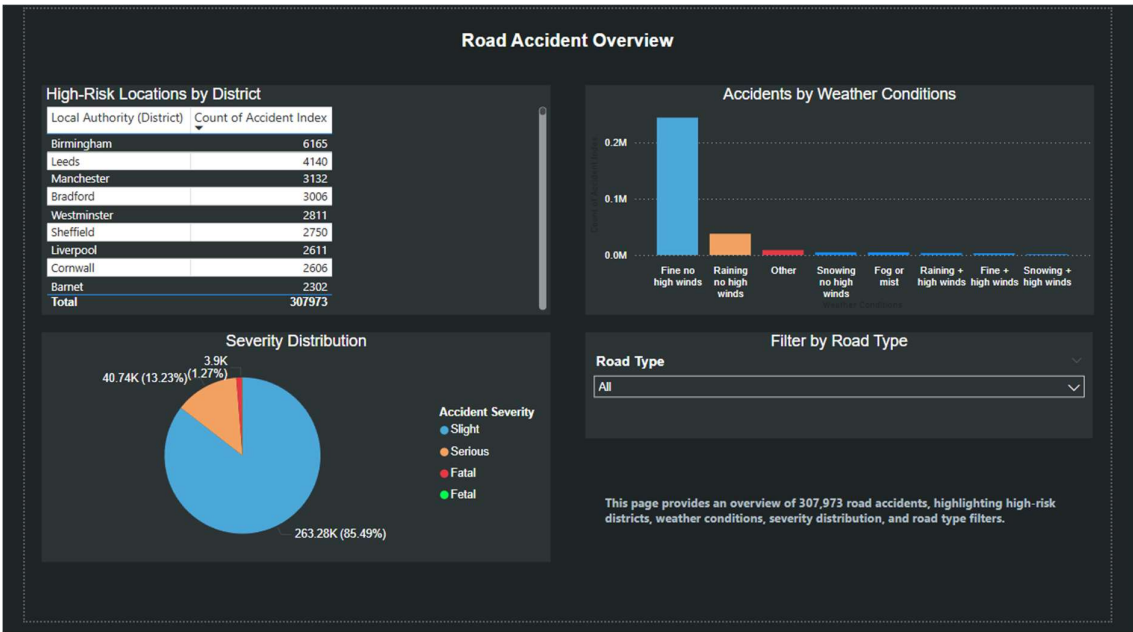 Road Accident Overview
High-Risk Locations by District
Local Authority (District) Count of Accident Index
Birmingham 6165
Leeds 4140
Manchester 3132
Bradford 3006
Westminster 2811
Sheffield 2750
Liverpool 2611
Cornwall 2606
Barnet 2302
Total 307973
Accidents by Weather Conditions
Count of Accident Index
0.2M
0.1M
0.0M
Fine no high winds
Raining no high winds
Other
Snowing no high winds
Fog or mist
Raining + high winds
Fine + high winds
Snowing + high winds
Weather Conditions
Severity Distribution
3.9K
(1.27%)
40.74K (13.23%)
263.28K (85.49%)
Accident Severity
Slight
Serious
Fatal
Fetal
Filter by Road Type
Road Type
All
This page provides an overview of 307,973 road accidents, highlighting high-risk
districts, weather conditions, severity distribution, and road type filters.